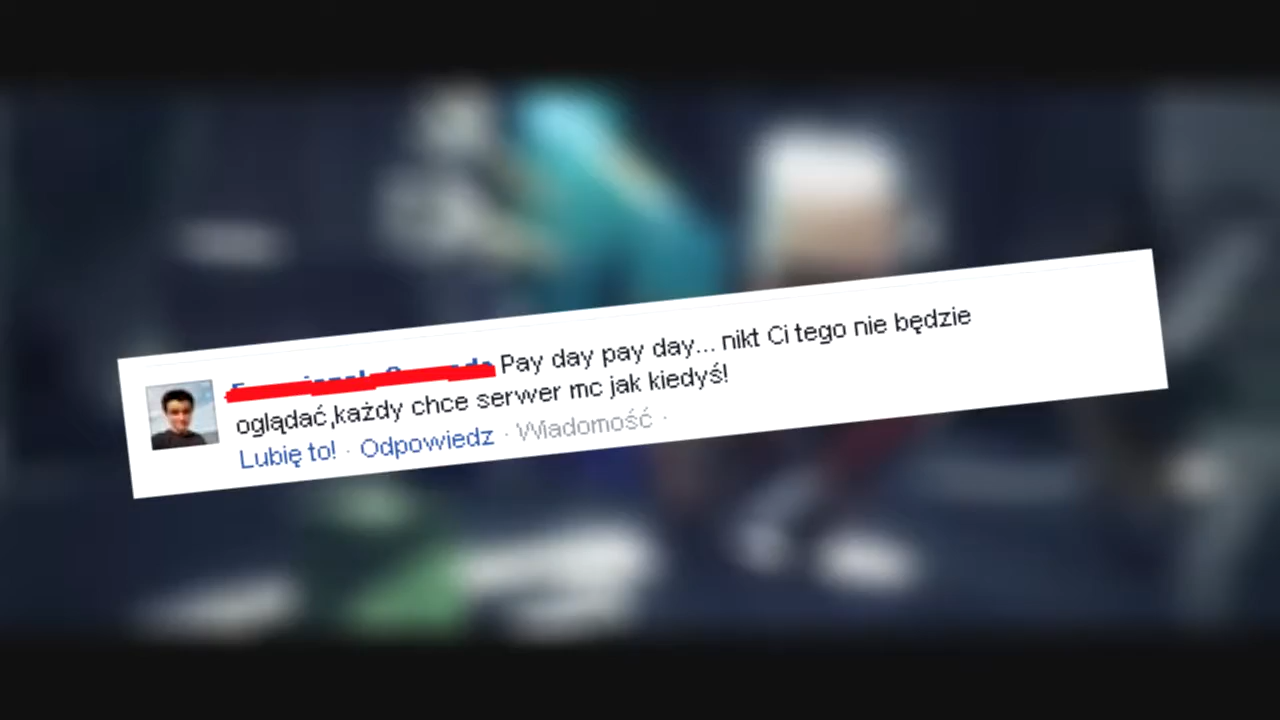 Pay day pay day... nikt Ci tego nie będzie
oglądać,każdy chce serwer mc jak kiedyś!
Lubię to! · Odpowiedz · Wiadomość ·